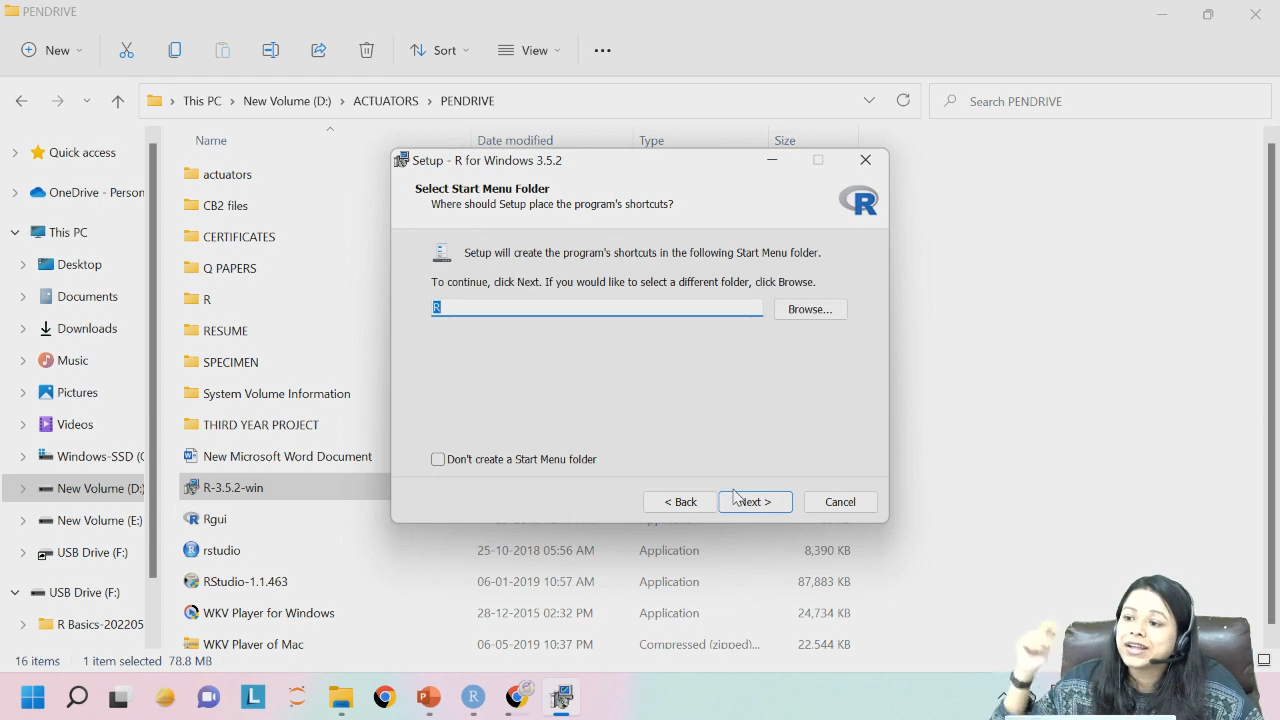 PENDRIVE
New
Sort
View
This PC > New Volume (D:) > ACTUATORS > PENDRIVE
Search PENDRIVE
Name
Date modified
Type
Size
Quick access
OneDrive - Person
This PC
Desktop
Documents
Downloads
Music
Pictures
Videos
Windows-SSD (C
New Volume (D:)
New Volume (E:)
USB Drive (F:)
USB Drive (F:)
R Basics-202205
actuators
CB2 files
CERTIFICATES
Q PAPERS
R
RESUME
SPECIMEN
System Volume Information
THIRD YEAR PROJECT
New Microsoft Word Document
R-3.5.2-win
Rgui
rstudio
25-10-2018 05:56 AM
Application
8,390 KB
RStudio-1.1.463
06-01-2019 10:57 AM
Application
87,883 KB
WKV Player for Windows
28-12-2015 02:32 PM
Application
24,734 KB
WKV Player of Mac
06-05-2019 10:37 PM
Compressed (zipped)...
22,544 KB
Setup - R for Windows 3.5.2
Select Start Menu Folder
Where should Setup place the program's shortcuts?
R
Setup will create the program's shortcuts in the following Start Menu folder.
To continue, click Next. If you would like to select a different folder, click Browse.
R
Browse...
Don't create a Start Menu folder
< Back
Next >
Cancel
16 items
1 item selected 78.8 MB